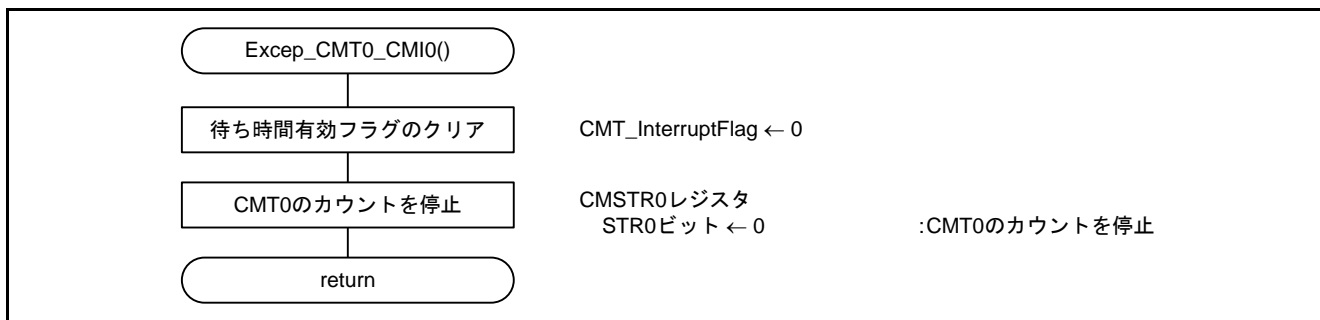 Excep_CMT0_CMI0()
待ち時間有効フラグのクリア
CMT_InterruptFlag ← 0
CMT0のカウントを停止
CMSTR0レジスタ
STR0ビット ← 0 :CMT0のカウントを停止
return